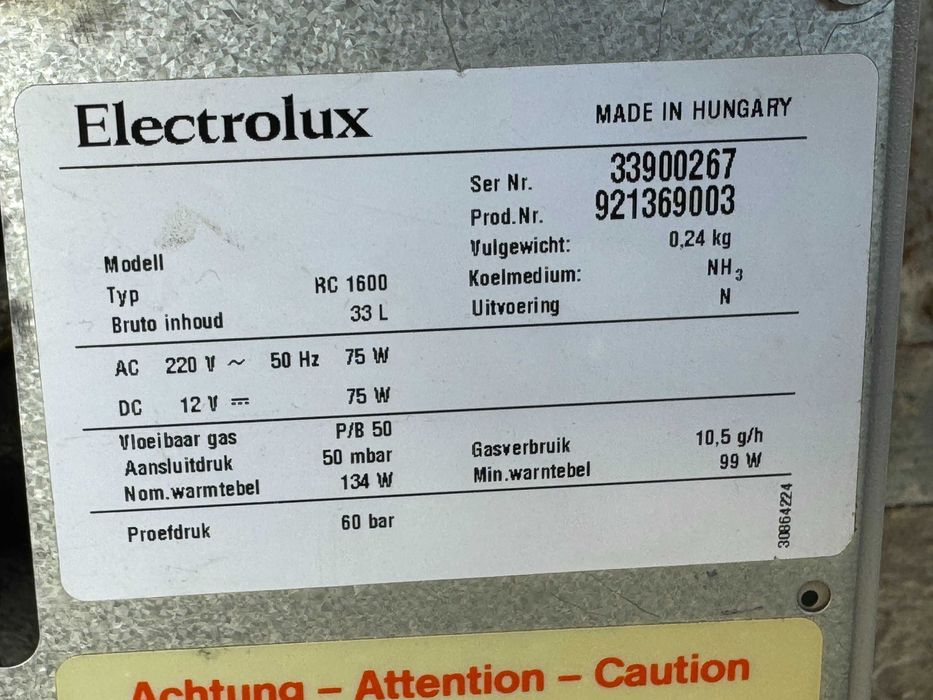 Electrolux
MADE IN HUNGARY
Ser Nr. 33900267
Prod.Nr. 921369003
Vulgewicht: 0,24 kg
Koelmedium: NH3
Uitvoering N
Modell
Typ RC 1600
Bruto inhoud 33 L
AC 220 V ~ 50 Hz 75 W
DC 12 V ⎓ 75 W
Vloeibaar gas P/B 50
Aansluitdruk 50 mbar
Nom.warmtebel 134 W
Gasverbruik 10,5 g/h
Min.warntebel 99 W
Proefdruk 60 bar
30864224
Achtung – Attention – Caution